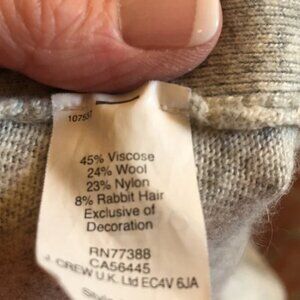 45% Viscose
24% Wool
23% Nylon
8% Rabbit Hair
Exclusive of
Decoration
RN77388
CA56445
J. CREW U.K. Ltd EC4V 6JA